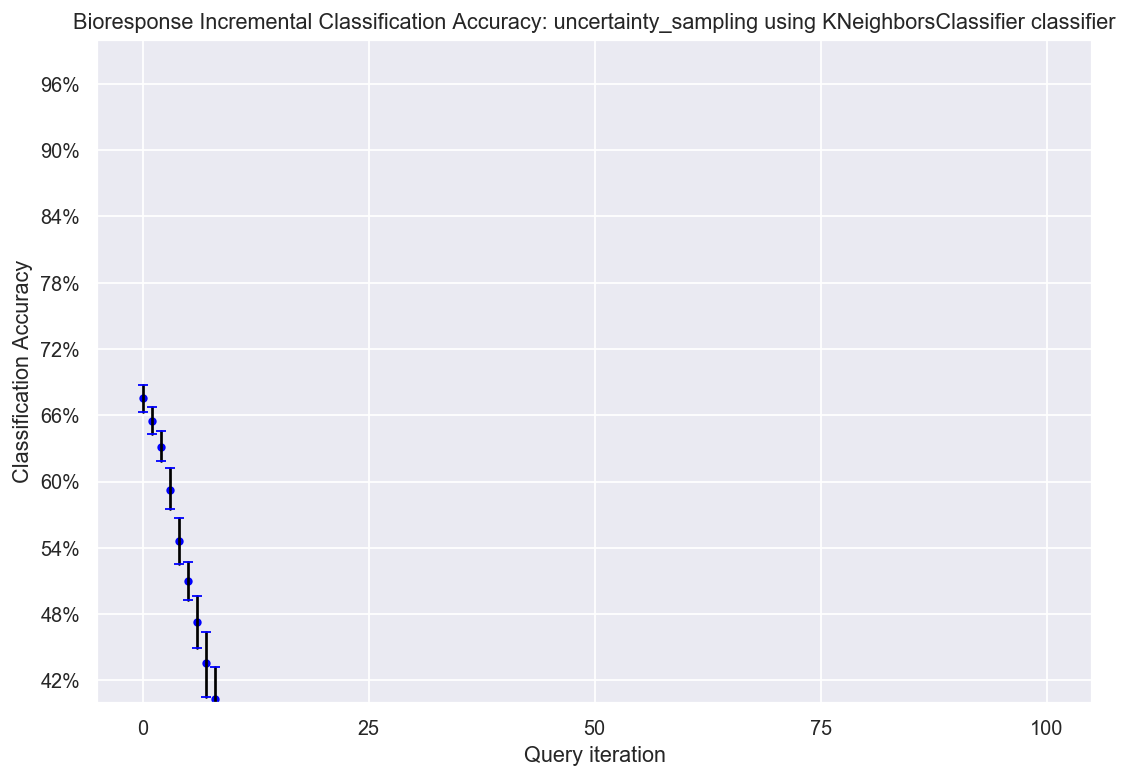 Bioresponse Incremental Classification Accuracy: uncertainty_sampling using KNeighborsClassifier classifier
96%
90%
84%
78%
72%
66%
60%
54%
48%
42%
Classification Accuracy
0 25 50 75 100
Query iteration